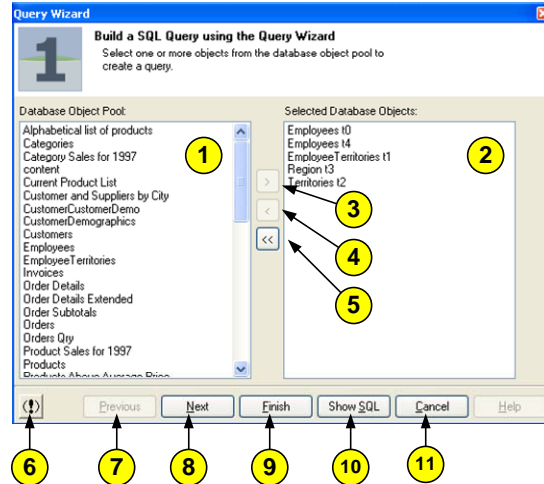 Query Wizard
1
Build a SQL Query using the Query Wizard
Select one or more objects from the database object pool to
create a query.
Database Object Pool:
Selected Database Objects:
Alphabetical list of products
Categories
Category Sales for 1997
content
Current Product List
Customer and Suppliers by City
CustomerCustomerDemo
CustomerDemographics
Customers
Employees
EmployeeTerritories
Invoices
Order Details
Order Details Extended
Order Subtotals
Orders
Orders Qry
Product Sales for 1997
Products
Products Above Average Price
1
Employees t0
Employees t4
EmployeeTerritories t1
Region t3
Territories t2
2
>
<
<<
3
4
5
(!)
Previous
Next
Finish
Show SQL
Cancel
Help
6
7
8
9
10
11